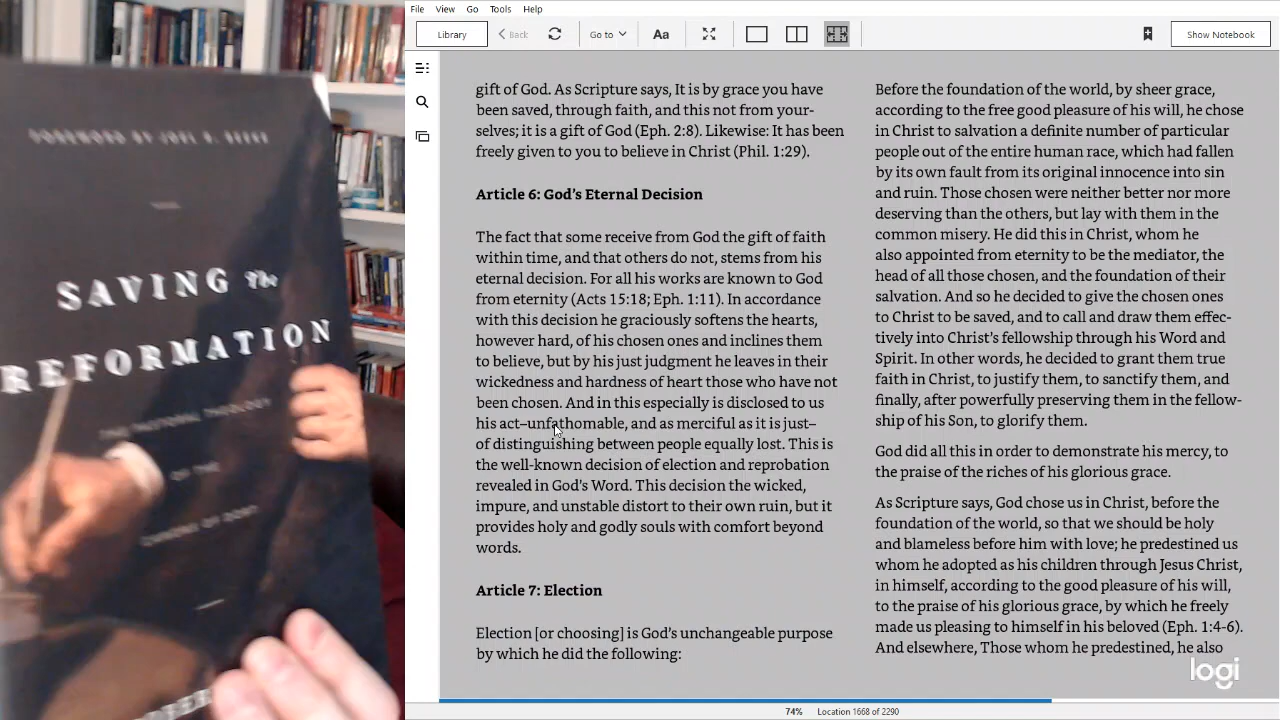 FOREWORD BY JOEL R. BEEKE
SAVING the
REFORMATION
THE PASTORAL THEOLOGY
OF THE
CANONS OF DORT
File View Go Tools Help
Library
Back
Go to
Aa
Show Notebook
gift of God. As Scripture says, It is by grace you have
been saved, through faith, and this not from your-
selves; it is a gift of God (Eph. 2:8). Likewise: It has been
freely given to you to believe in Christ (Phil. 1:29).
Article 6: God's Eternal Decision
The fact that some receive from God the gift of faith
within time, and that others do not, stems from his
eternal decision. For all his works are known to God
from eternity (Acts 15:18; Eph. 1:11). In accordance
with this decision he graciously softens the hearts,
however hard, of his chosen ones and inclines them
to believe, but by his just judgment he leaves in their
wickedness and hardness of heart those who have not
been chosen. And in this especially is disclosed to us
his act–unfathomable, and as merciful as it is just–
of distinguishing between people equally lost. This is
the well-known decision of election and reprobation
revealed in God's Word. This decision the wicked,
impure, and unstable distort to their own ruin, but it
provides holy and godly souls with comfort beyond
words.
Article 7: Election
Election [or choosing] is God's unchangeable purpose
by which he did the following:
Before the foundation of the world, by sheer grace,
according to the free good pleasure of his will, he chose
in Christ to salvation a definite number of particular
people out of the entire human race, which had fallen
by its own fault from its original innocence into sin
and ruin. Those chosen were neither better nor more
deserving than the others, but lay with them in the
common misery. He did this in Christ, whom he
also appointed from eternity to be the mediator, the
head of all those chosen, and the foundation of their
salvation. And so he decided to give the chosen ones
to Christ to be saved, and to call and draw them effec-
tively into Christ's fellowship through his Word and
Spirit. In other words, he decided to grant them true
faith in Christ, to justify them, to sanctify them, and
finally, after powerfully preserving them in the fellow-
ship of his Son, to glorify them.
God did all this in order to demonstrate his mercy, to
the praise of the riches of his glorious grace.
As Scripture says, God chose us in Christ, before the
foundation of the world, so that we should be holy
and blameless before him with love; he predestined us
whom he adopted as his children through Jesus Christ,
in himself, according to the good pleasure of his will,
to the praise of his glorious grace, by which he freely
made us pleasing to himself in his beloved (Eph. 1:4-6).
And elsewhere, Those whom he predestined, he also
logi
74% Location 1668 of 2290